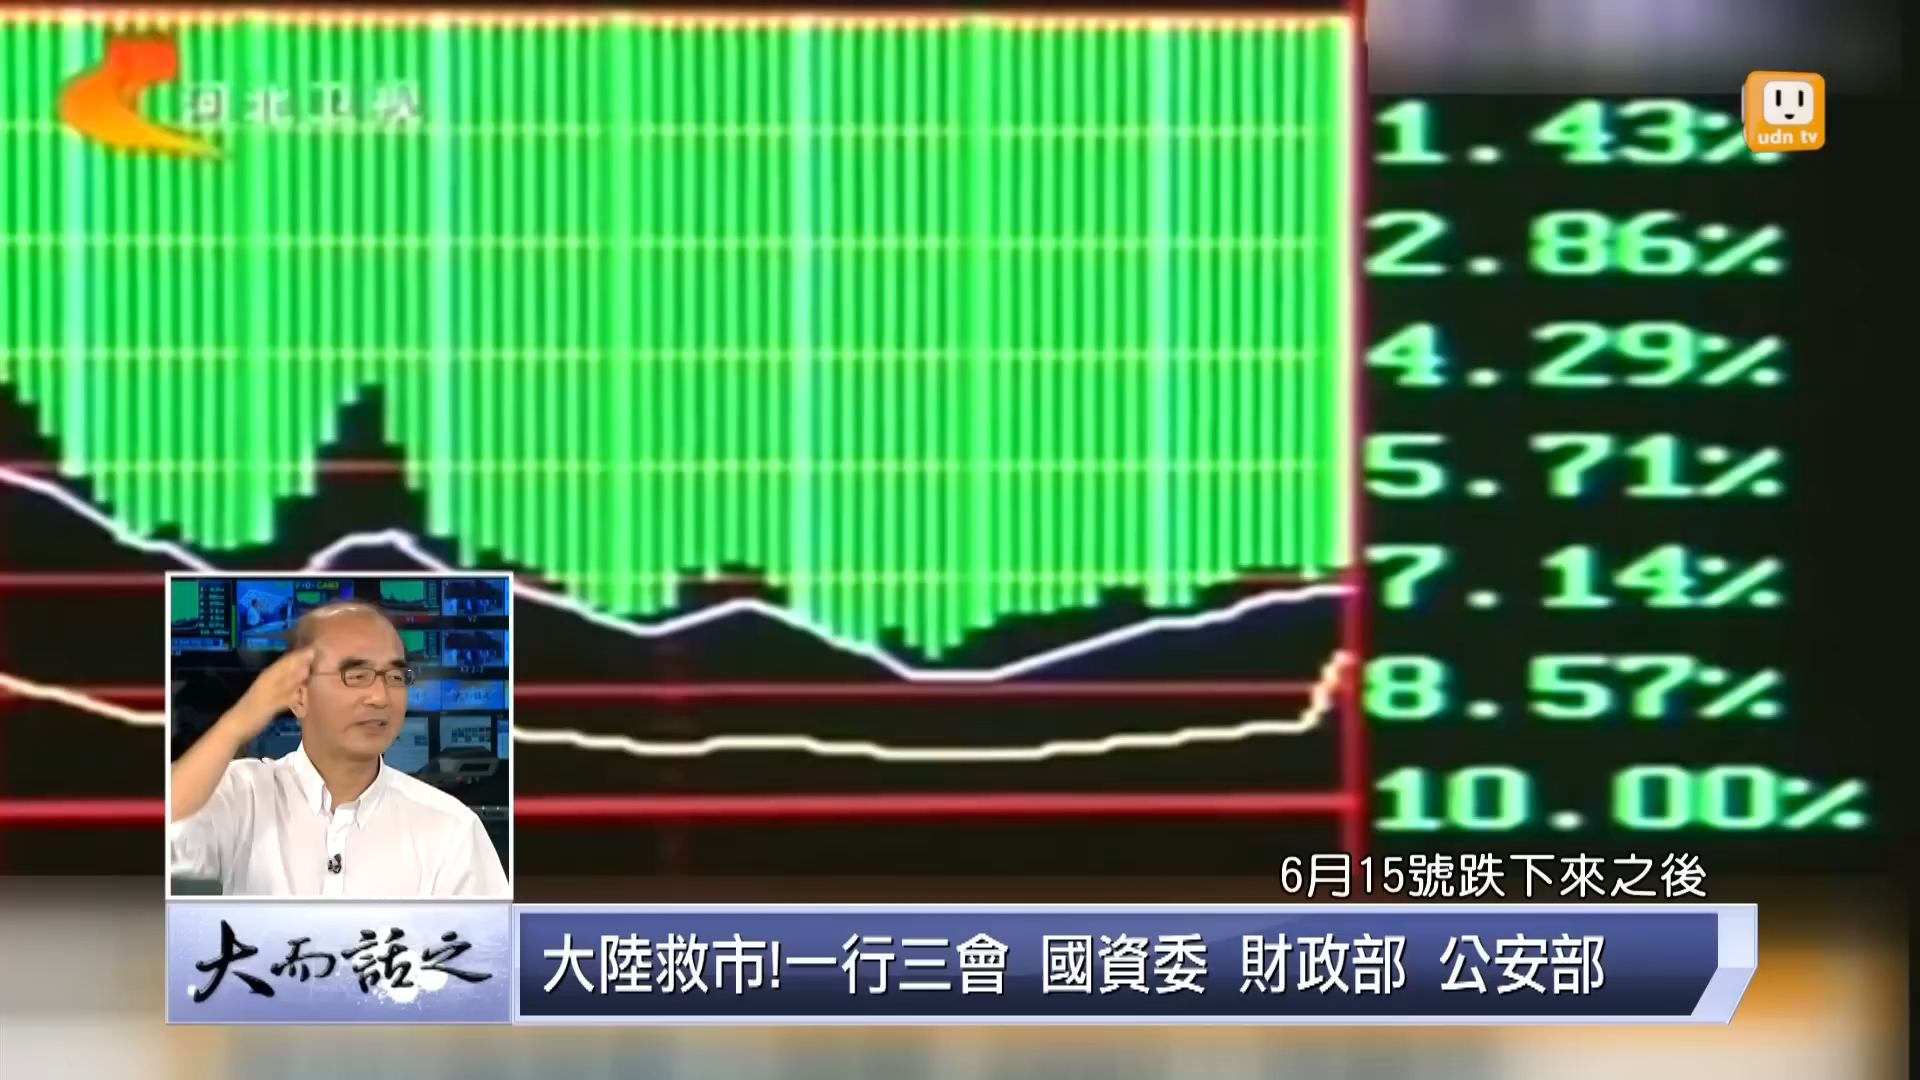 河北卫视
udn tv
1.43%
2.86%
4.29%
5.71%
7.14%
8.57%
10.00%
6月15號跌下來之後
大而話之
大陸救市!一行三會 國資委 財政部 公安部